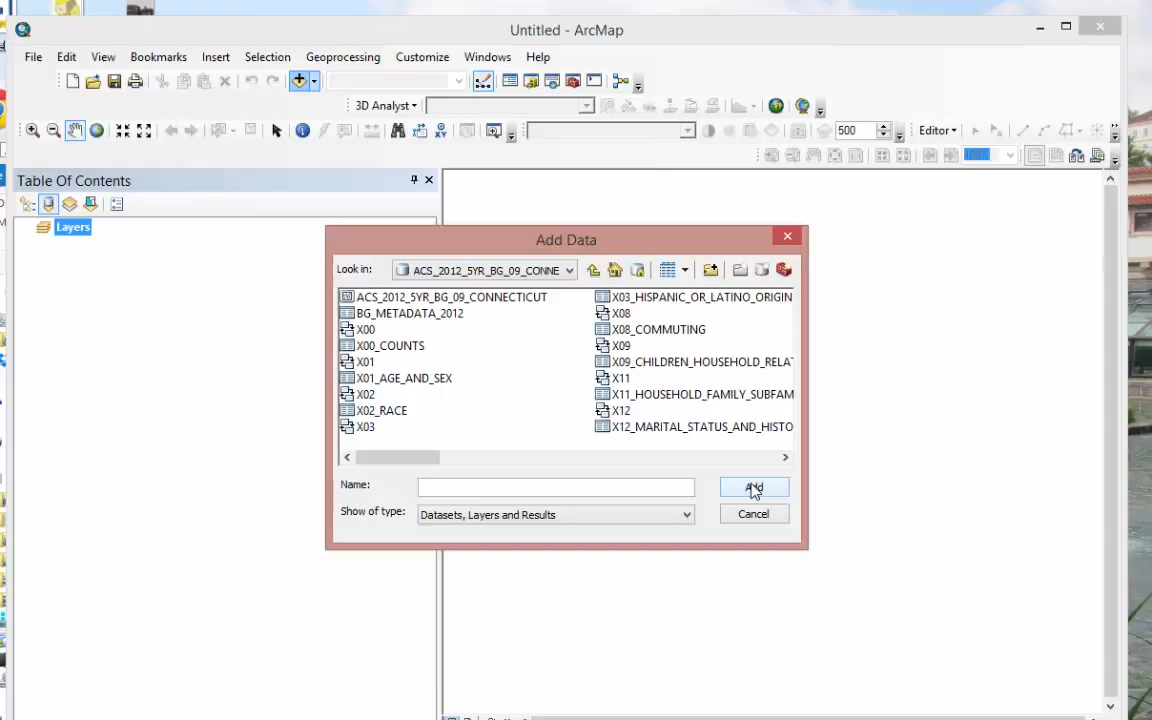 Untitled - ArcMap
File Edit View Bookmarks Insert Selection Geoprocessing Customize Windows Help
3D Analyst
500 Editor
Table Of Contents
Layers
Add Data
Look in: ACS_2012_5YR_BG_09_CONNE
ACS_2012_5YR_BG_09_CONNECTICUT
BG_METADATA_2012
X00
X00_COUNTS
X01
X01_AGE_AND_SEX
X02
X02_RACE
X03
X03_HISPANIC_OR_LATINO_ORIGIN
X08
X08_COMMUTING
X09
X09_CHILDREN_HOUSEHOLD_RELA
X11
X11_HOUSEHOLD_FAMILY_SUBFAM
X12
X12_MARITAL_STATUS_AND_HISTO
Name:
Add
Show of type: Datasets, Layers and Results
Cancel